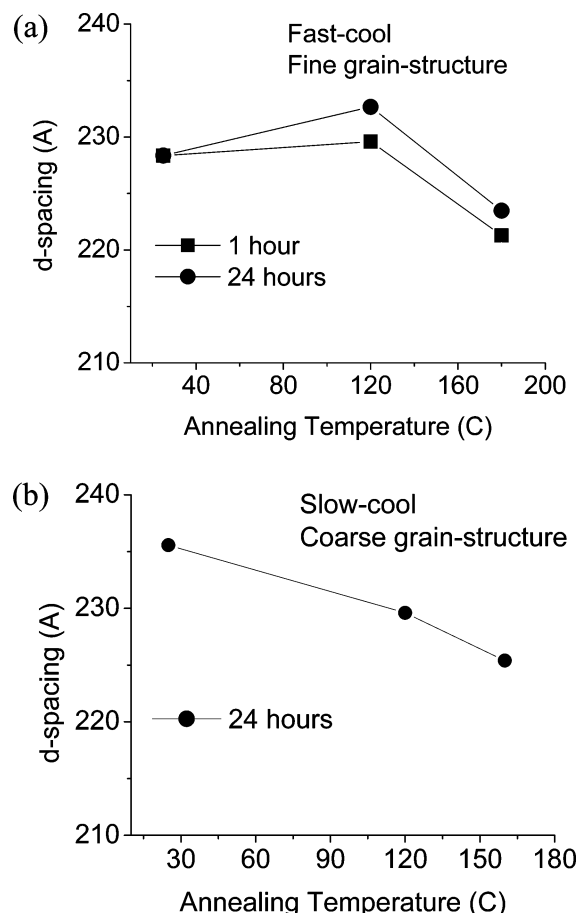 (a)
240
230
220
210
d-spacing (A)
Fast-cool
Fine grain-structure
1 hour
24 hours
40 80 120 160 200
Annealing Temperature (C)
(b)
240
230
220
210
d-spacing (A)
Slow-cool
Coarse grain-structure
24 hours
30 60 90 120 150 180
Annealing Temperature (C)